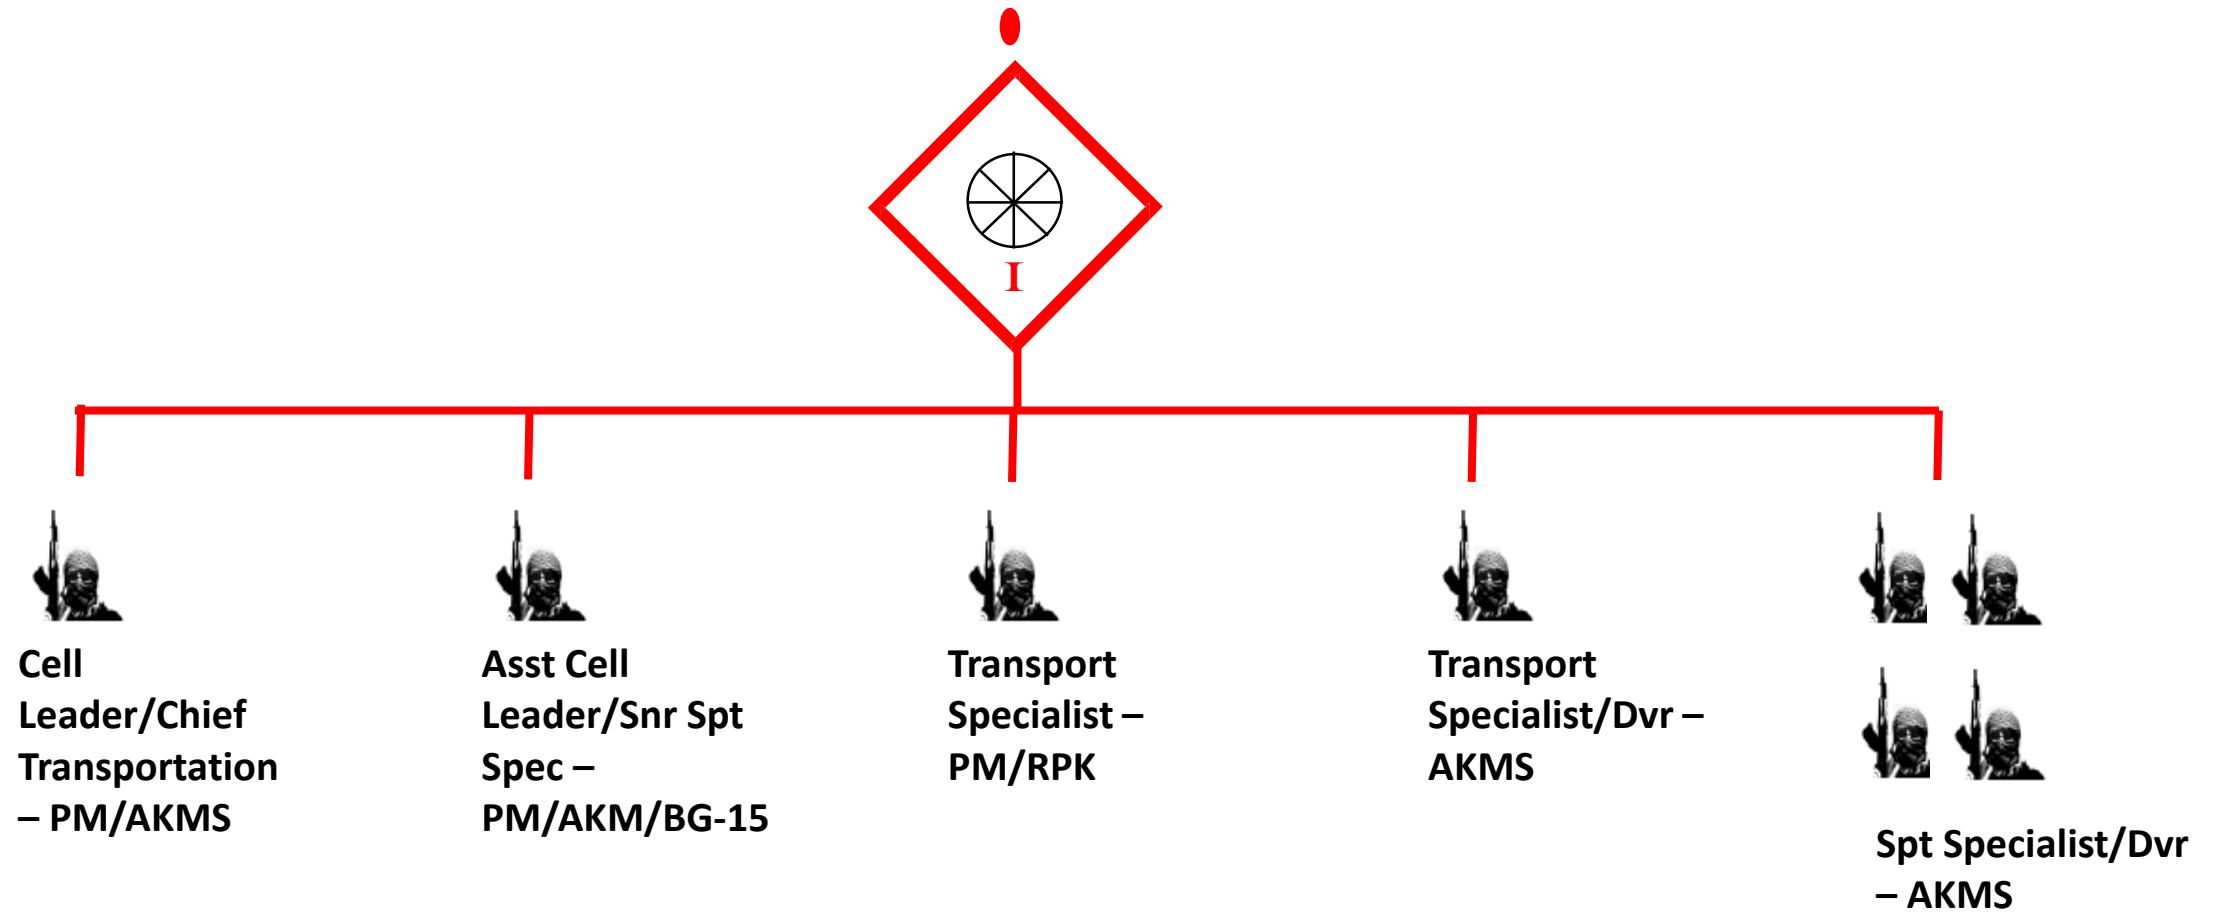 I
Cell
Leader/Chief
Transportation
– PM/AKMS
Asst Cell
Leader/Snr Spt
Spec –
PM/AKM/BG-15
Transport
Specialist –
PM/RPK
Transport
Specialist/Dvr –
AKMS
Spt Specialist/Dvr
– AKMS